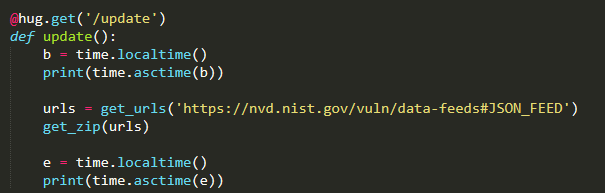 @hug.get('/update')
def update():
    b = time.localtime()
    print(time.asctime(b))
    urls = get_urls('https://nvd.nist.gov/vuln/data-feeds#JSON_FEED')
    get_zip(urls)
    e = time.localtime()
    print(time.asctime(e))